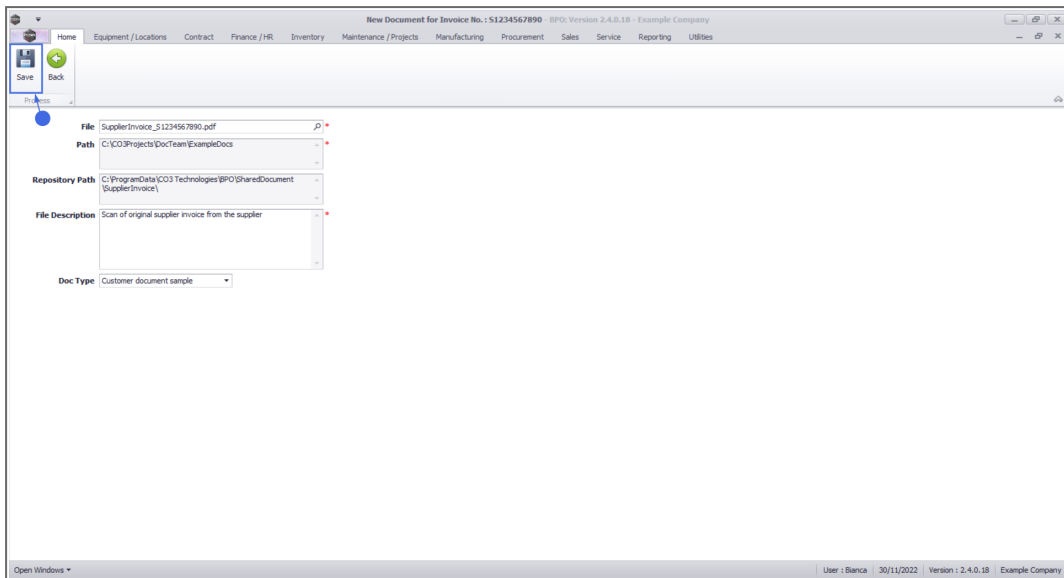 New Document for Invoice No. : S1234567890 - BPO: Version 2.4.0.18 - Example Company
Home Equipment / Locations Contract Finance / HR Inventory Maintenance / Projects Manufacturing Procurement Sales Service Reporting Utilities
Save Back
Process
File SupplierInvoice_S1234567890.pdf *
Path C:\CO3Projects\DocTeam\ExampleDocs *
Repository Path C:\ProgramData\CO3 Technologies\BPO\SharedDocument
\SupplierInvoice\
File Description Scan of original supplier invoice from the supplier *
Doc Type Customer document sample
Open Windows User : Bianca 30/11/2022 Version : 2.4.0.18 Example Company